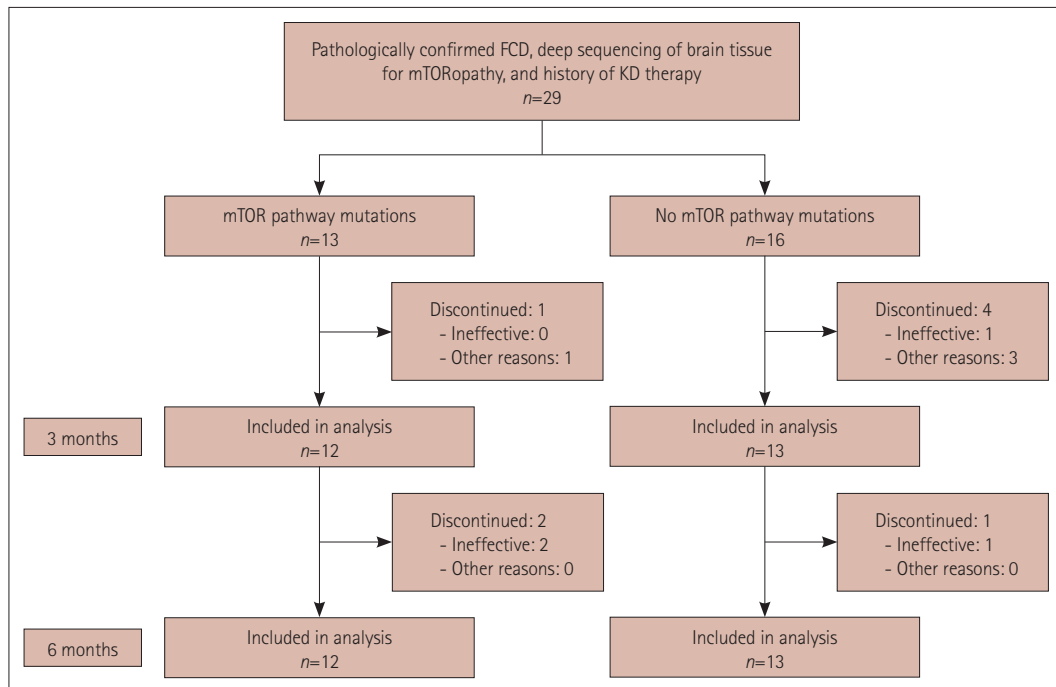 Pathologically confirmed FCD, deep sequencing of brain tissue
for mTORopathy, and history of KD therapy
n=29
mTOR pathway mutations
n=13
No mTOR pathway mutations
n=16
Discontinued: 1
- Ineffective: 0
- Other reasons: 1
Discontinued: 4
- Ineffective: 1
- Other reasons: 3
3 months
Included in analysis
n=12
Included in analysis
n=13
Discontinued: 2
- Ineffective: 2
- Other reasons: 0
Discontinued: 1
- Ineffective: 1
- Other reasons: 0
6 months
Included in analysis
n=12
Included in analysis
n=13